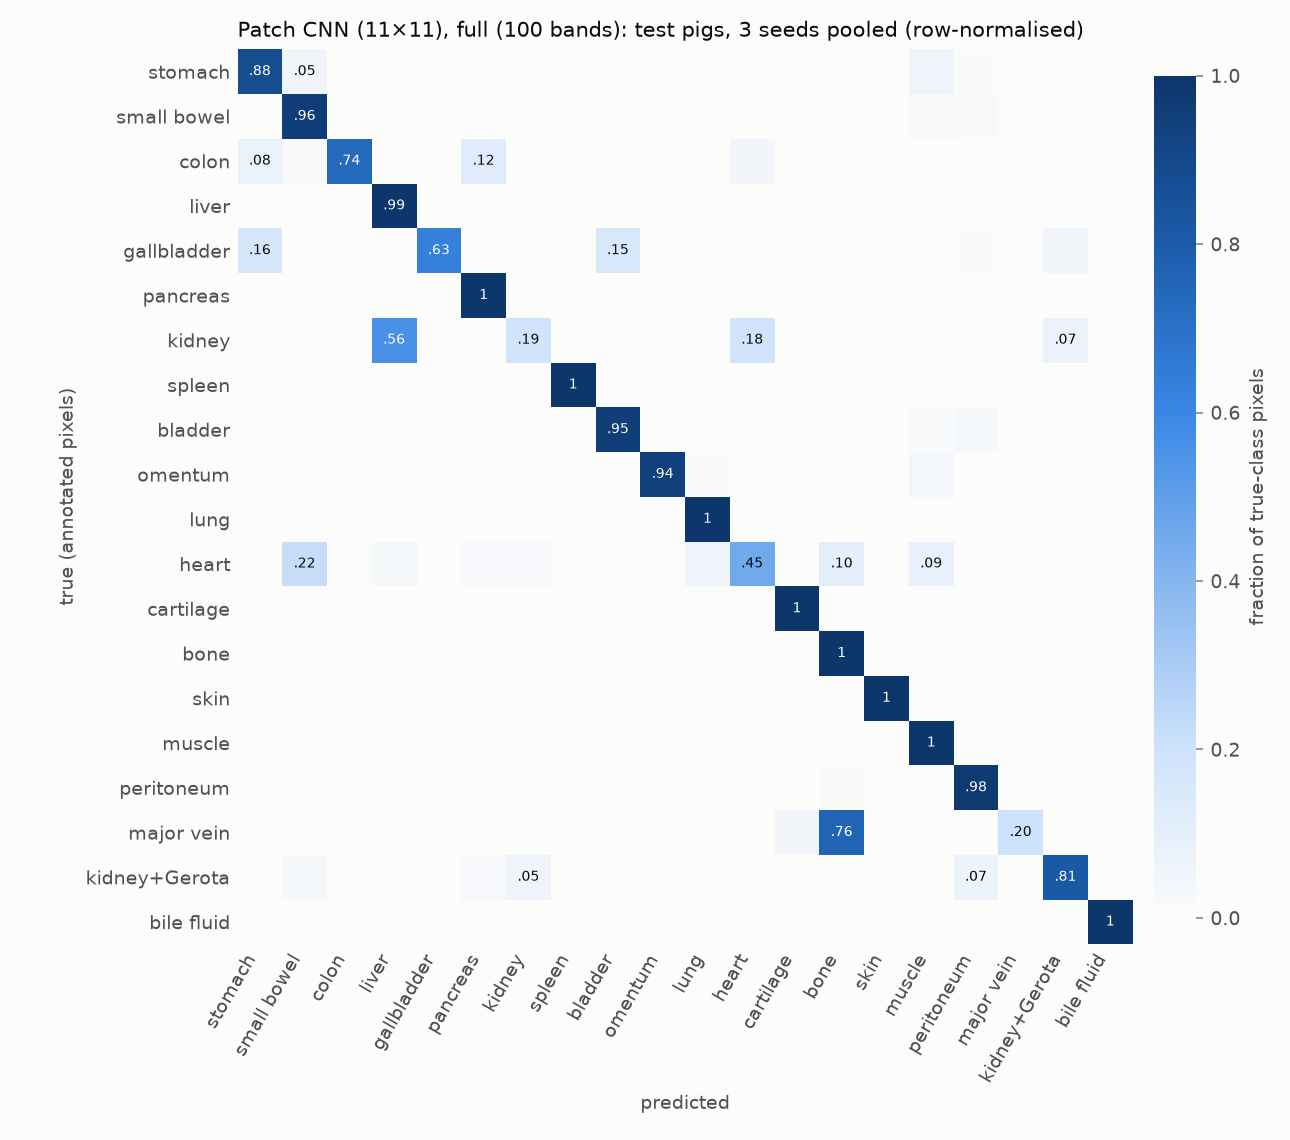 Patch CNN (11×11), full (100 bands): test pigs, 3 seeds pooled (row-normalised)
stomach .88 .05
small bowel .96
colon .08 .74 .12
liver .99
gallbladder .16 .63 .15
pancreas 1
kidney .56 .19 .18 .07
spleen 1
bladder .95
omentum .94
lung 1
heart .22 .45 .10 .09
cartilage 1
bone 1
skin 1
muscle 1
peritoneum .98
major vein .76 .20
kidney+Gerota .05 .07 .81
bile fluid 1
true (annotated pixels)
stomach
small bowel
colon
liver
gallbladder
pancreas
kidney
spleen
bladder
omentum
lung
heart
cartilage
bone
skin
muscle
peritoneum
major vein
kidney+Gerota
bile fluid
predicted
1.0
0.8
0.6
0.4
0.2
0.0
fraction of true-class pixels